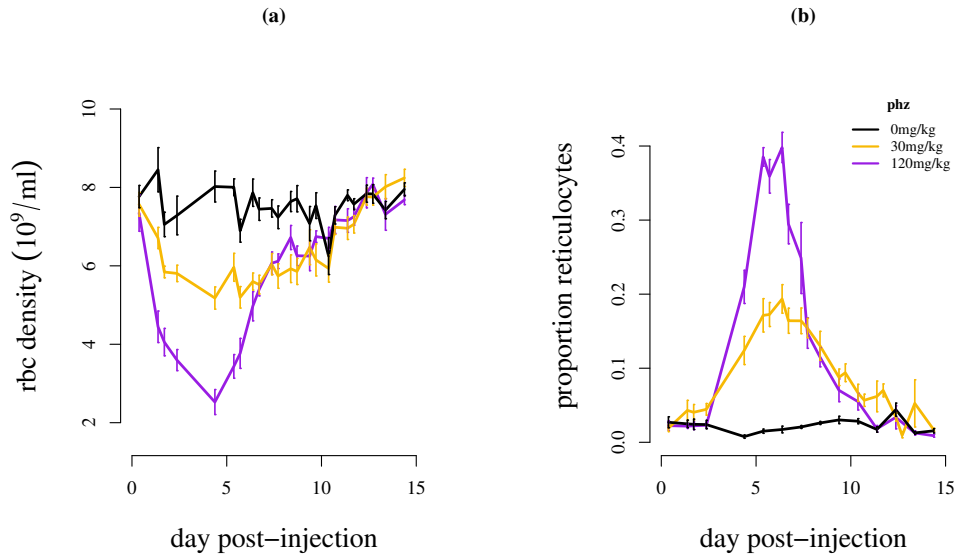 (a)
rbc density (10^9/ml)
10
8
6
4
2
0
5
10
15
day post−injection
(b)
proportion reticulocytes
0.4
0.3
0.2
0.1
0.0
0
5
10
15
day post−injection
phz
0mg/kg
30mg/kg
120mg/kg